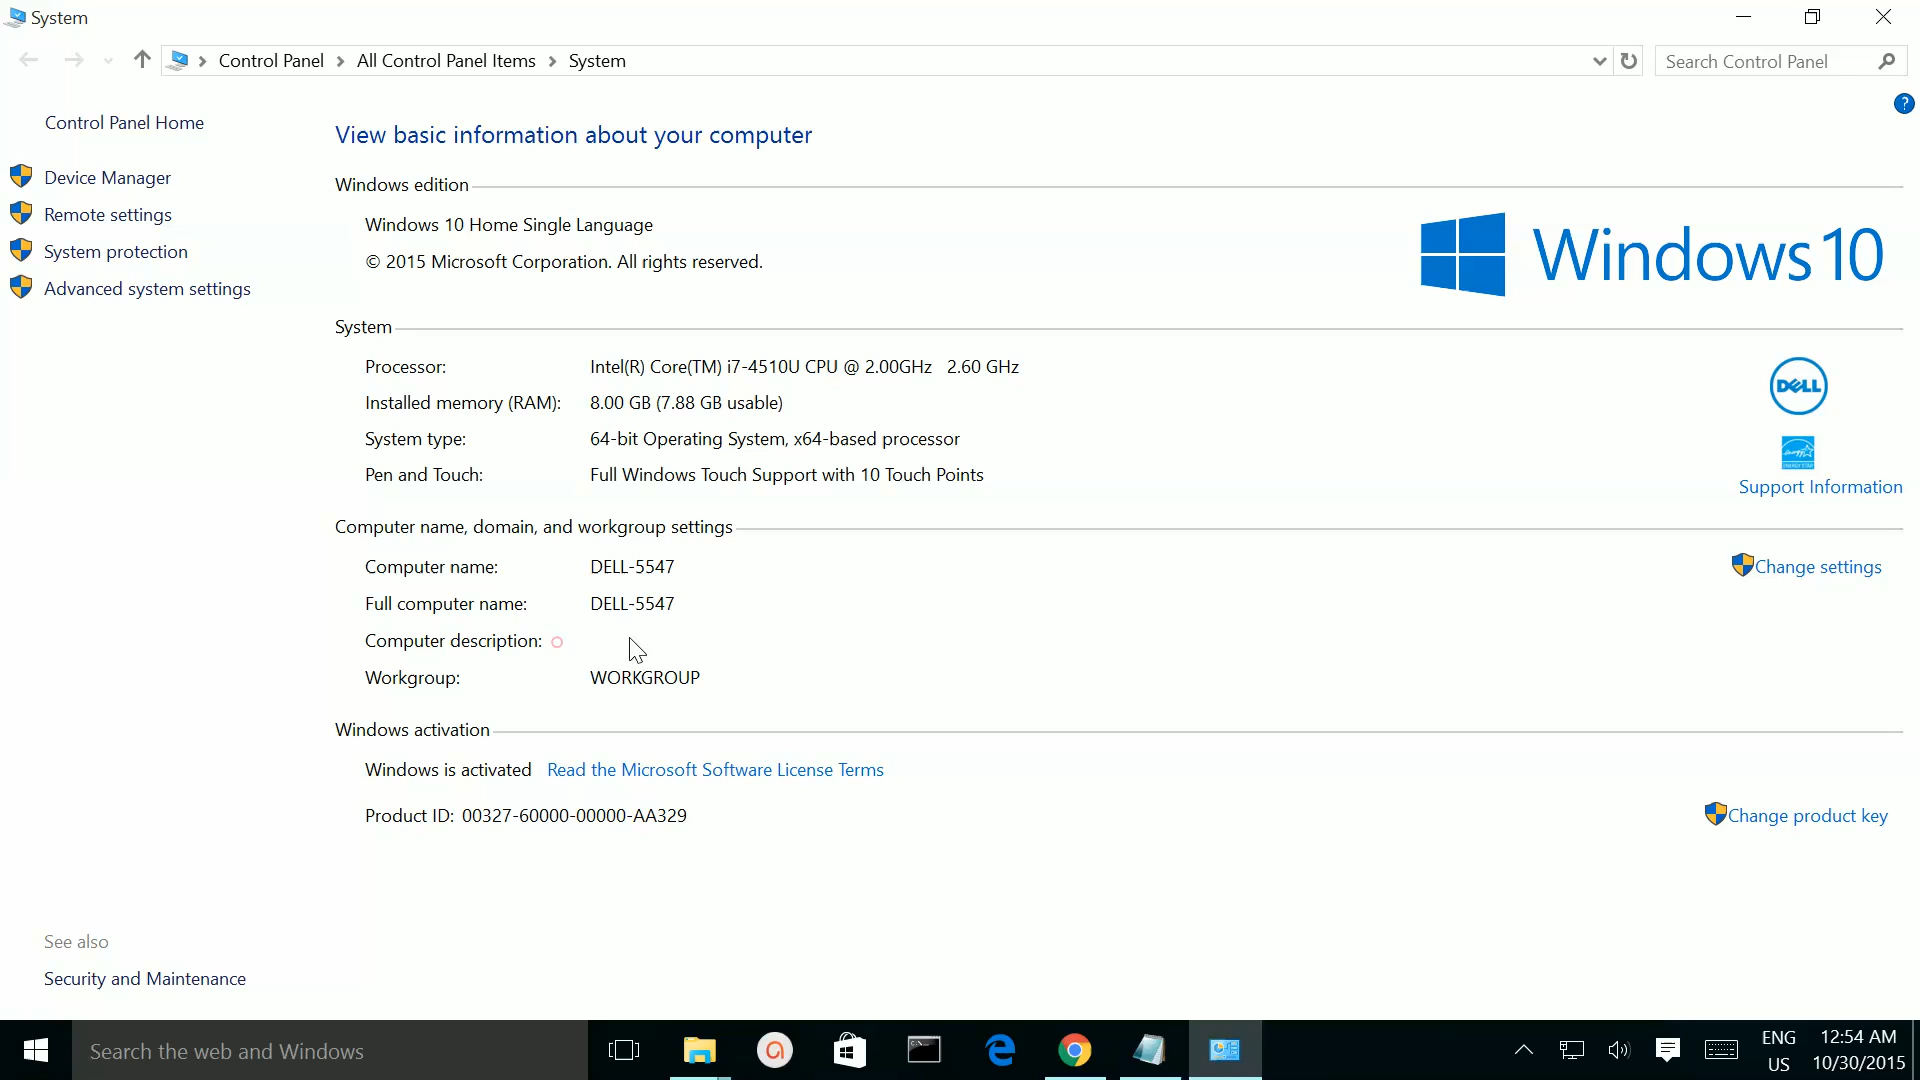 System
Control Panel > All Control Panel Items > System
Search Control Panel
?
Control Panel Home
Device Manager
Remote settings
System protection
Advanced system settings
View basic information about your computer
Windows edition
Windows 10 Home Single Language
© 2015 Microsoft Corporation. All rights reserved.
Windows 10
System
Processor: Intel(R) Core(TM) i7-4510U CPU @ 2.00GHz 2.60 GHz
Installed memory (RAM): 8.00 GB (7.88 GB usable)
System type: 64-bit Operating System, x64-based processor
Pen and Touch: Full Windows Touch Support with 10 Touch Points
DELL
ENERGY STAR
Support Information
Computer name, domain, and workgroup settings
Computer name: DELL-5547
Change settings
Full computer name: DELL-5547
Computer description:
Workgroup: WORKGROUP
Windows activation
Windows is activated Read the Microsoft Software License Terms
Product ID: 00327-60000-00000-AA329
Change product key
See also
Security and Maintenance
Search the web and Windows
ENG
US
12:54 AM
10/30/2015